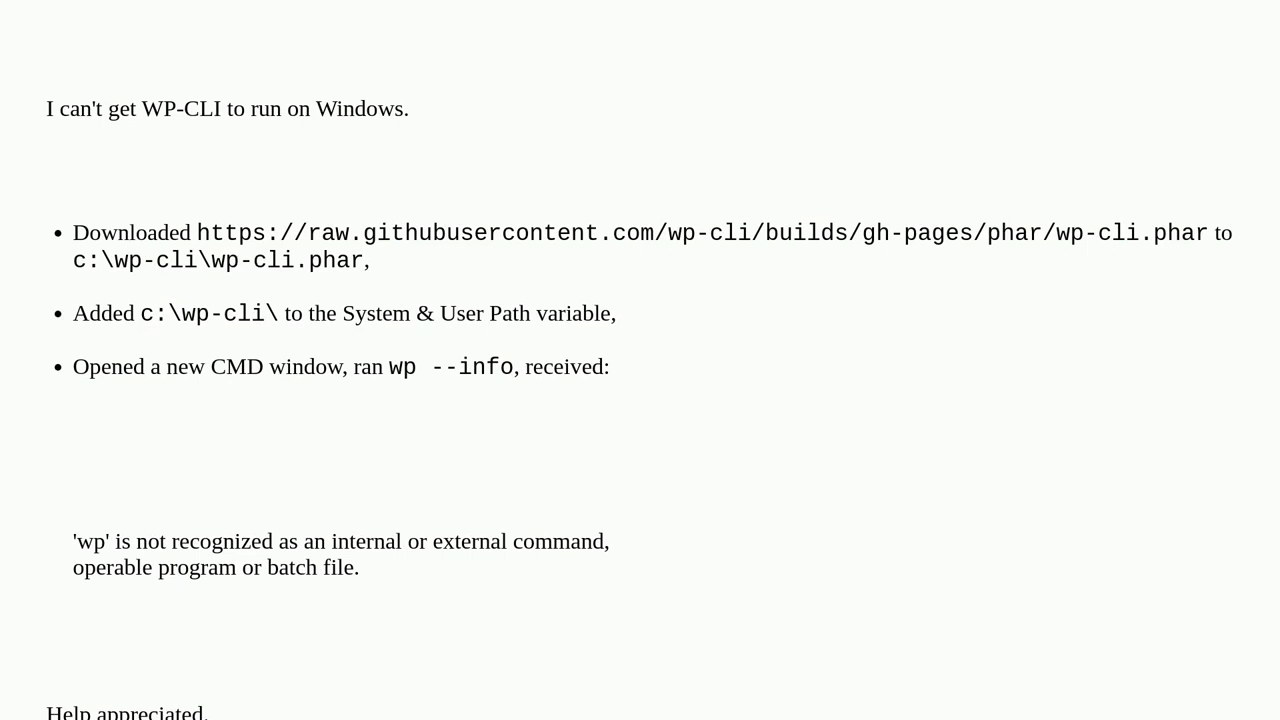 I can't get WP-CLI to run on Windows.
• Downloaded https://raw.githubusercontent.com/wp-cli/builds/gh-pages/phar/wp-cli.phar to
c:\wp-cli\wp-cli.phar,
• Added c:\wp-cli\ to the System & User Path variable,
• Opened a new CMD window, ran wp --info, received:
'wp' is not recognized as an internal or external command,
operable program or batch file.
Help appreciated.